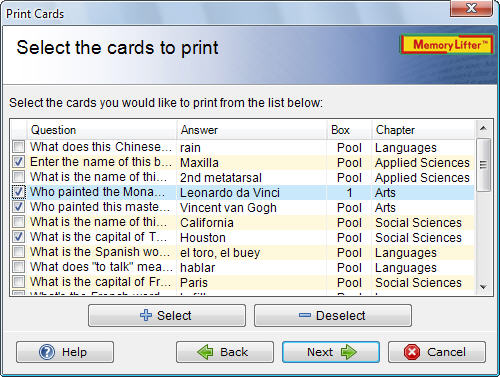 Print Cards
Select the cards to print
MemoryLifter™
Select the cards you would like to print from the list below:
Question Answer Box Chapter
What does this Chinese... rain Pool Languages
Enter the name of this b... Maxilla Pool Applied Sciences
What is the name of thi... 2nd metatarsal Pool Applied Sciences
Who painted the Mona... Leonardo da Vinci 1 Arts
Who painted this maste... Vincent van Gogh Pool Arts
What is the name of thi... California Pool Social Sciences
What is the capital of T... Houston Pool Social Sciences
What is the Spanish wo... el toro, el buey Pool Languages
What does "to talk" mea... hablar Pool Languages
What is the capital of Fr... Paris Pool Social Sciences
Select Deselect
Help Back Next Cancel